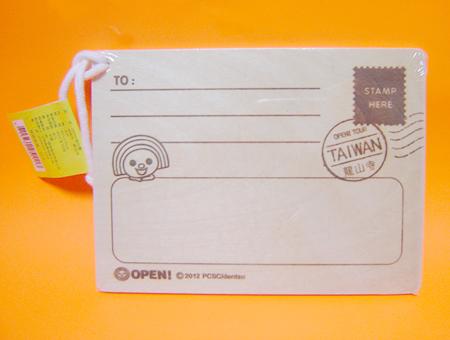 TO :
STAMP
HERE
OPEN! TOUR
TAIWAN
龍山寺
OPEN! ©2012 PCSC/dentsu